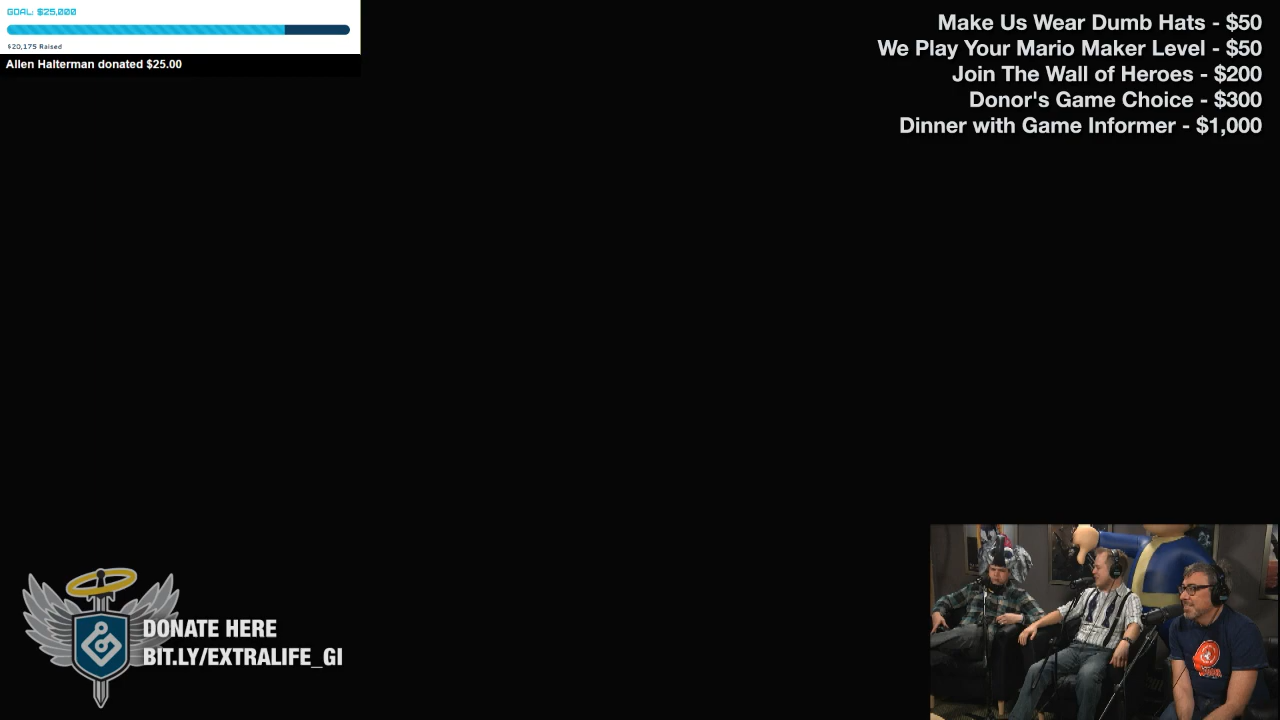 GOAL: $25,000
$20,175 Raised
Allen Halterman donated $25.00
Make Us Wear Dumb Hats - $50
We Play Your Mario Maker Level - $50
Join The Wall of Heroes - $200
Donor's Game Choice - $300
Dinner with Game Informer - $1,000
DONATE HERE
BIT.LY/EXTRALIFE_GI